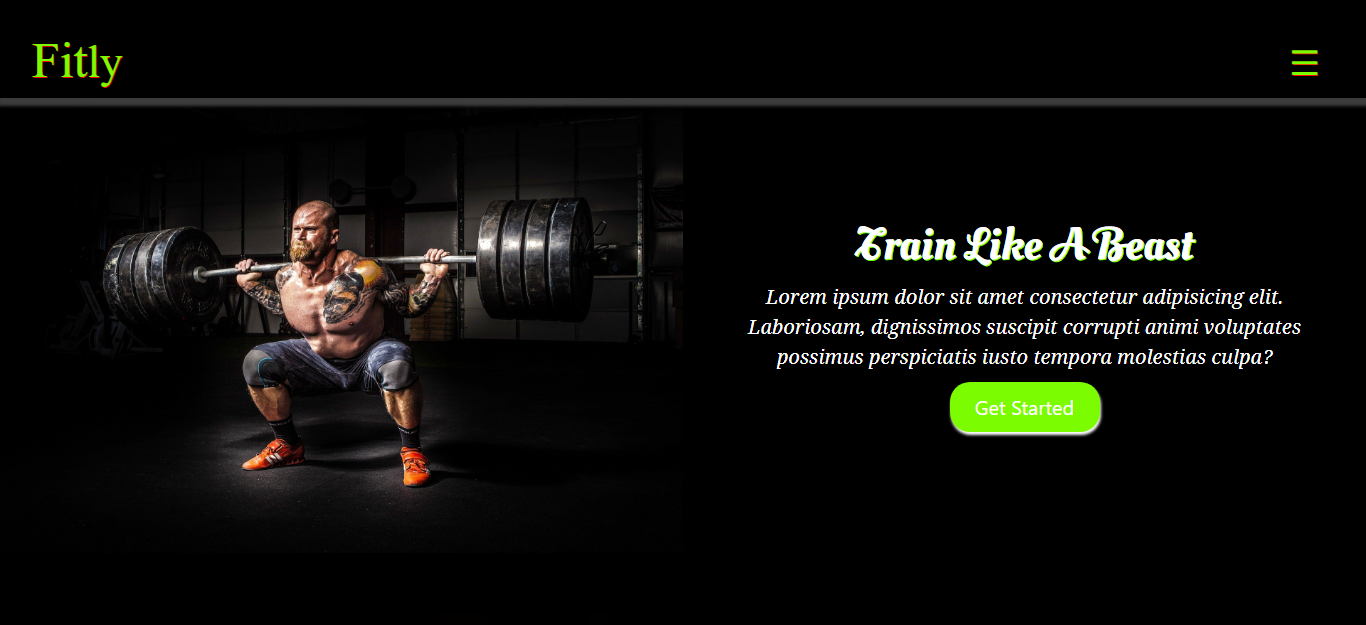 Fitly
Train Like A Beast
Lorem ipsum dolor sit amet consectetur adipisicing elit.
Laboriosam, dignissimos suscipit corrupti animi voluptates
possimus perspiciatis iusto tempora molestias culpa?
Get Started